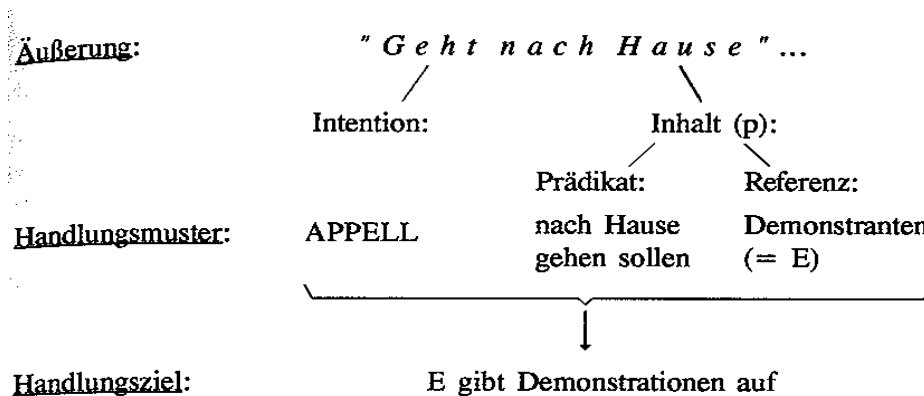 Äußerung: "Geht nach Hause"...
Intention: Inhalt (p):
Prädikat: Referenz:
Handlungsmuster: APPELL nach Hause Demonstranten
gehen sollen (= E)
Handlungsziel: E gibt Demonstrationen auf